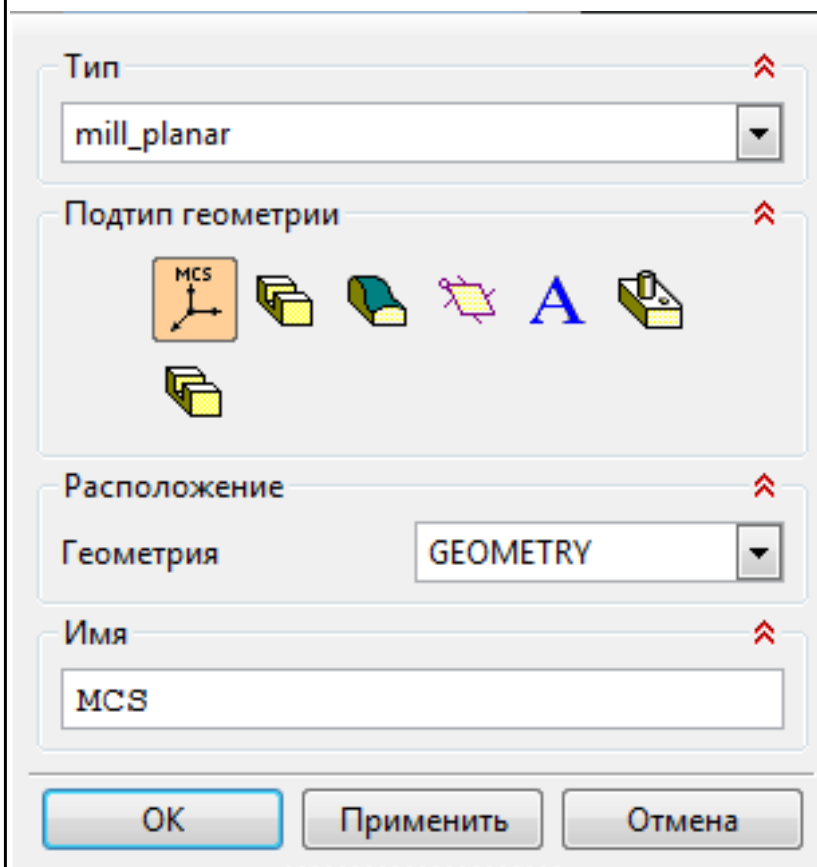 Тип
mill_planar
Подтип геометрии
MCS
A
Расположение
Геометрия GEOMETRY
Имя
MCS
OK Применить Отмена